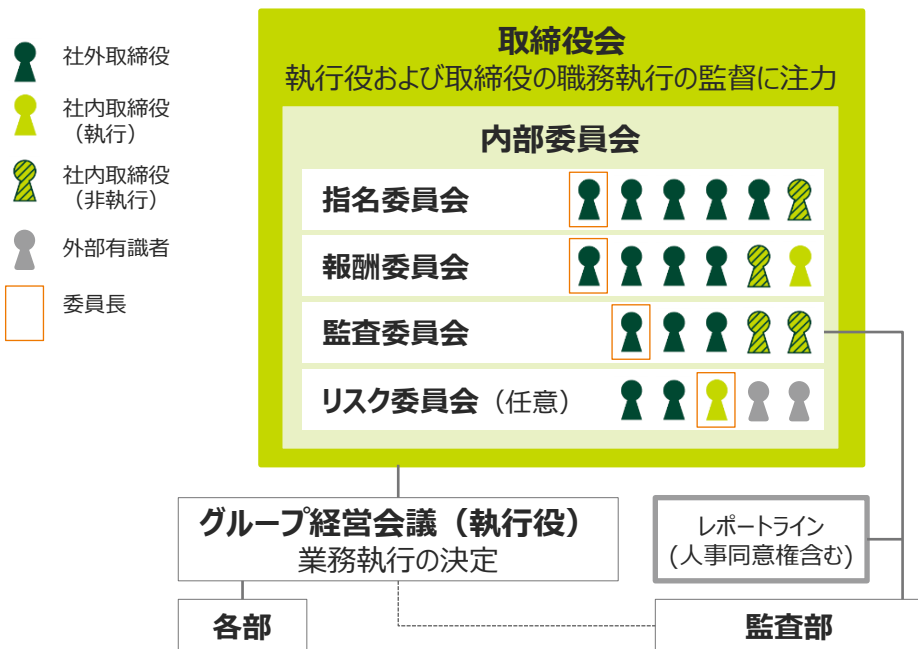 社外取締役
社内取締役
（執行）
社内取締役
（非執行）
外部有識者
委員長
取締役会
執行役および取締役の職務執行の監督に注力
内部委員会
指名委員会
報酬委員会
監査委員会
リスク委員会（任意）
グループ経営会議（執行役）
業務執行の決定
レポートライン
(人事同意権含む)
各部
監査部